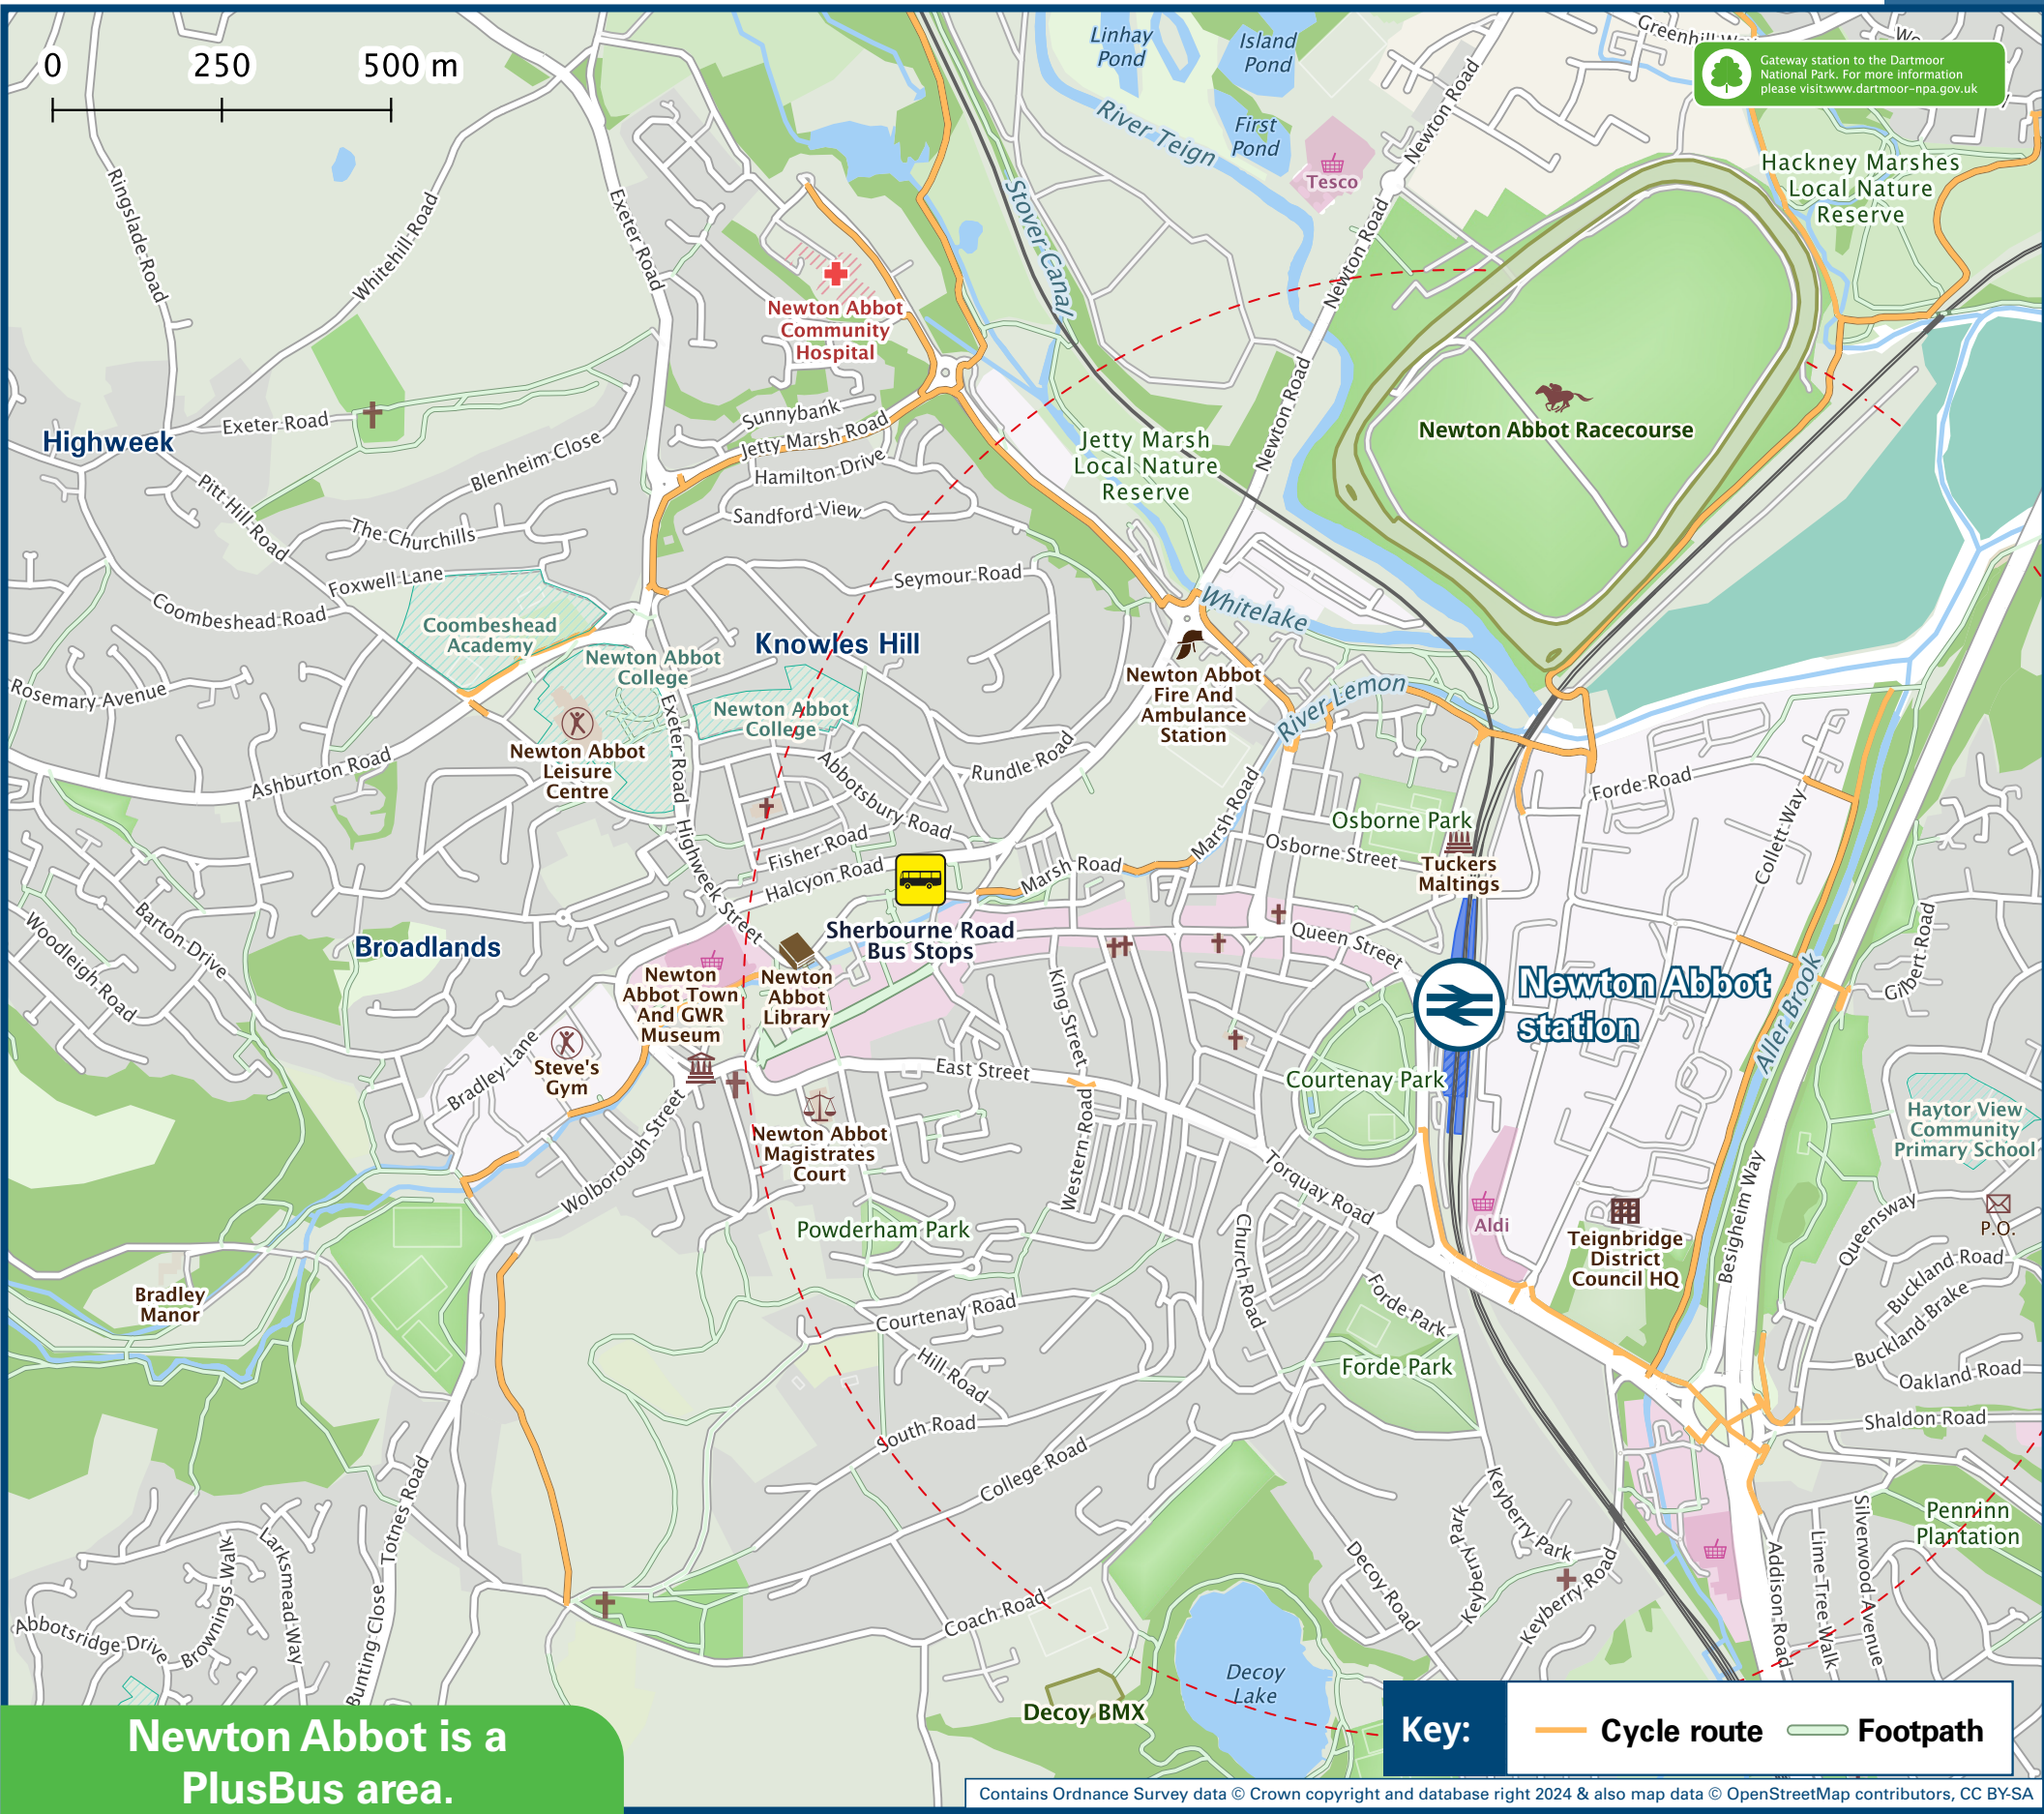 0 250 500 m
Gateway station to the Dartmoor
National Park. For more information
please visit:www.dartmoor-npa.gov.uk
Greenhill Way
Linhay
Pond
Island
Pond
First
Pond
River Teign
Tesco
Newton Road
Newton Road
Newton Road
Newton Road
Hackney Marshes
Local Nature
Reserve
Ringslade Road
Whitehill Road
Exeter Road
Stover Canal
Newton Abbot
Community
Hospital
Exeter Road
Highweek
Sunnybank
Jetty Marsh Road
Hamilton Drive
Sandford View
Blenheim Close
Pitt Hill Road
The Churchills
Jetty Marsh
Local Nature
Reserve
Newton Abbot Racecourse
Foxwell Lane
Coombeshead Road
Coombeshead
Academy
Seymour Road
Whitelake
Knowles Hill
Newton Abbot
College
Newton Abbot
College
Newton Abbot
Fire And
Ambulance
Station
River Lemon
Rosemary Avenue
Exeter Road
Newton Abbot
Leisure
Centre
Ashburton Road
Rundle Road
Abbotsbury Road
Forde Road
Collett Way
Marsh Road
Osborne Park
Osborne Street
Tuckers
Maltings
Fisher Road
Halcyon Road
Highweek Street
Marsh Road
Barton Drive
Woodleigh Road
Broadlands
Sherbourne Road
Bus Stops
Queen Street
Gilbert Road
Newton
Abbot Town
And GWR
Museum
Newton
Abbot
Library
King Street
Newton Abbot
station
Aller Brook
Bradley Lane
Steve's
Gym
East Street
Courtenay Park
Wolborough Street
Newton Abbot
Magistrates
Court
Western Road
Haytor View
Community
Primary School
Torquay Road
Besigheim Way
Queensway
P.O.
Powderham Park
Church Road
Aldi
Teignbridge
District
Council HQ
Buckland Road
Buckland Brake
Bradley
Manor
Courtenay Road
Forde Park
Forde Park
Hill Road
Oakland Road
Shaldon Road
South Road
College Road
Totnes Road
Keyberry Park
Keyberry Park
Keyberry Road
Decoy Road
Penninn
Plantation
Silverwood Avenue
Lime Tree Walk
Addison Road
Larksmead Way
Brownings Walk
Abbotsridge Drive
Bunting Close
Coach Road
Decoy
Lake
Decoy BMX
Newton Abbot is a
PlusBus area.
Key: Cycle route Footpath
Contains Ordnance Survey data © Crown copyright and database right 2024 & also map data © OpenStreetMap contributors, CC BY-SA